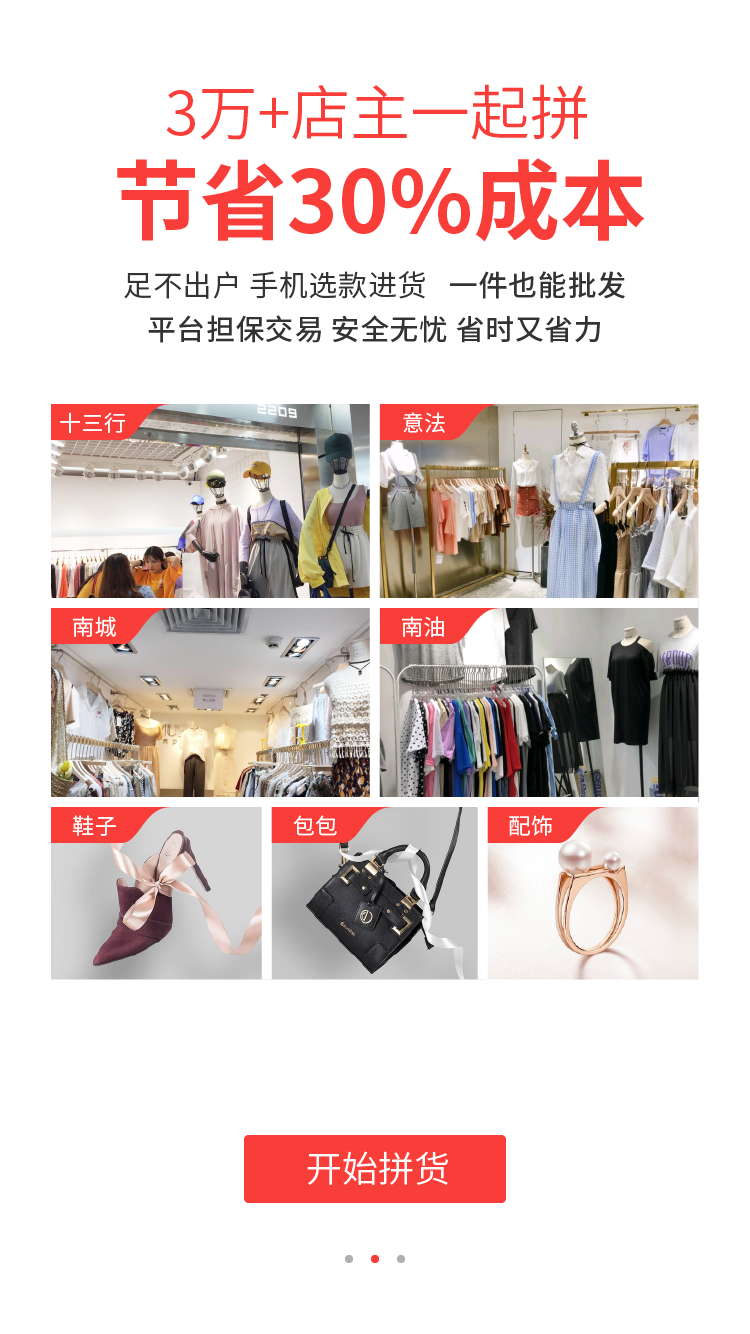 3万+店主一起拼
节省30%成本
足不出户 手机选款进货 一件也能批发
平台担保交易 安全无忧 省时又省力
十三行
2209
意法
南城
南油
鞋子
包包
配饰
开始拼货